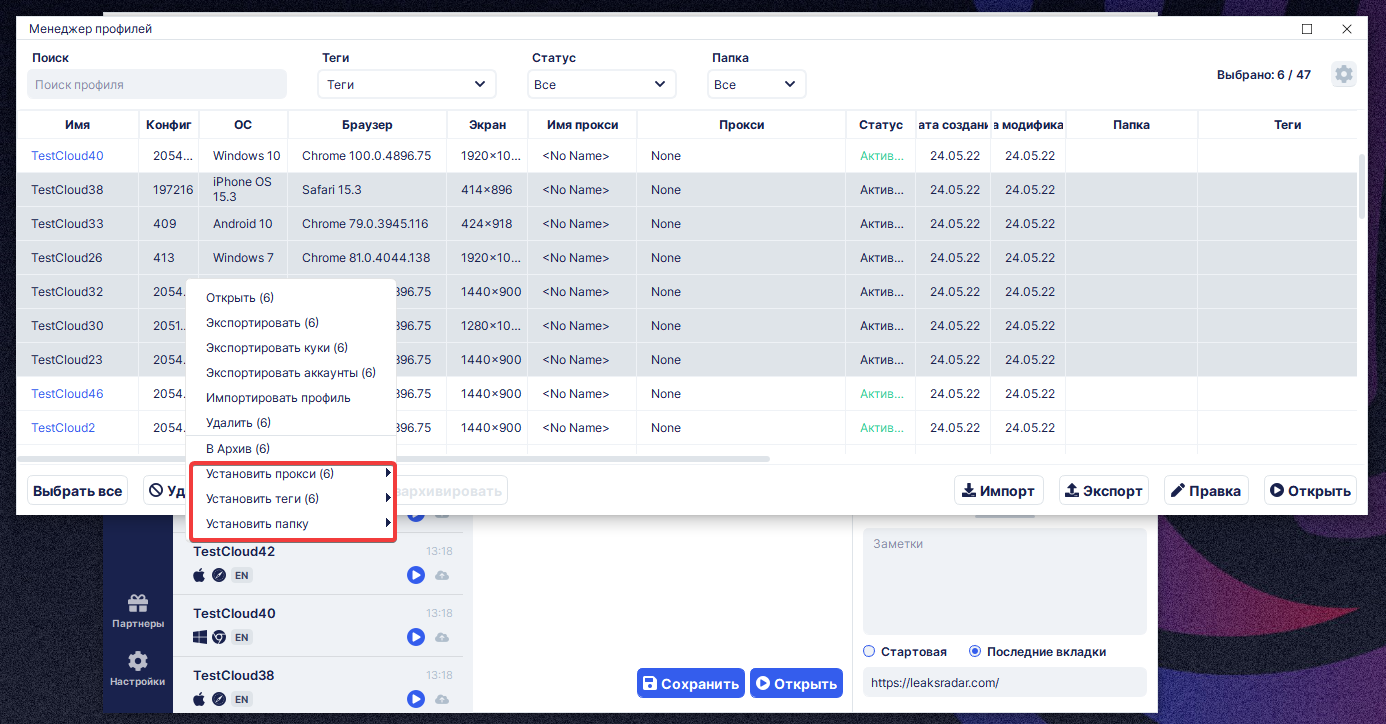 Менеджер профилей
Поиск
Теги
Статус
Папка
Поиск профиля
Теги
Все
Все
Выбрано: 6 / 47
Имя Конфиг ОС Браузер Экран Имя прокси Прокси Статус ата создани а модифика Папка Теги
TestCloud40 2054... Windows 10 Chrome 100.0.4896.75 1920×10... <No Name> None Актив... 24.05.22 24.05.22
TestCloud38 197216 iPhone OS 15.3 Safari 15.3 414×896 <No Name> None Актив... 24.05.22 24.05.22
TestCloud33 409 Android 10 Chrome 79.0.3945.116 424×918 <No Name> None Актив... 24.05.22 24.05.22
TestCloud26 413 Windows 7 Chrome 81.0.4044.138 1920×10... <No Name> None Актив... 24.05.22 24.05.22
TestCloud32 2054. 896.75 1440×900 <No Name> None Актив... 24.05.22 24.05.22
TestCloud30 2051.. 896.75 1280×10... <No Name> None Актив... 24.05.22 24.05.22
TestCloud23 2054. 896.75 1440×900 <No Name> None Актив... 24.05.22 24.05.22
TestCloud46 2054. 896.75 1440×900 <No Name> None Актив... 24.05.22 24.05.22
TestCloud2 2054. 896.75 1440×900 <No Name> None Актив... 24.05.22 24.05.22
Открыть (6)
Экспортировать (6)
Экспортировать куки (6)
Экспортировать аккаунты (6)
Импортировать профиль
Удалить (6)
В Архив (6)
Установить прокси (6)
Установить теги (6)
Установить папку
Выбрать все Уд зархивировать Импорт Экспорт Правка Открыть
TestCloud42 13:18
EN
TestCloud40 13:18
EN
TestCloud38 13:18
EN
Партнеры
Настройки
Сохранить Открыть
Заметки
Стартовая Последние вкладки
https://leaksradar.com/